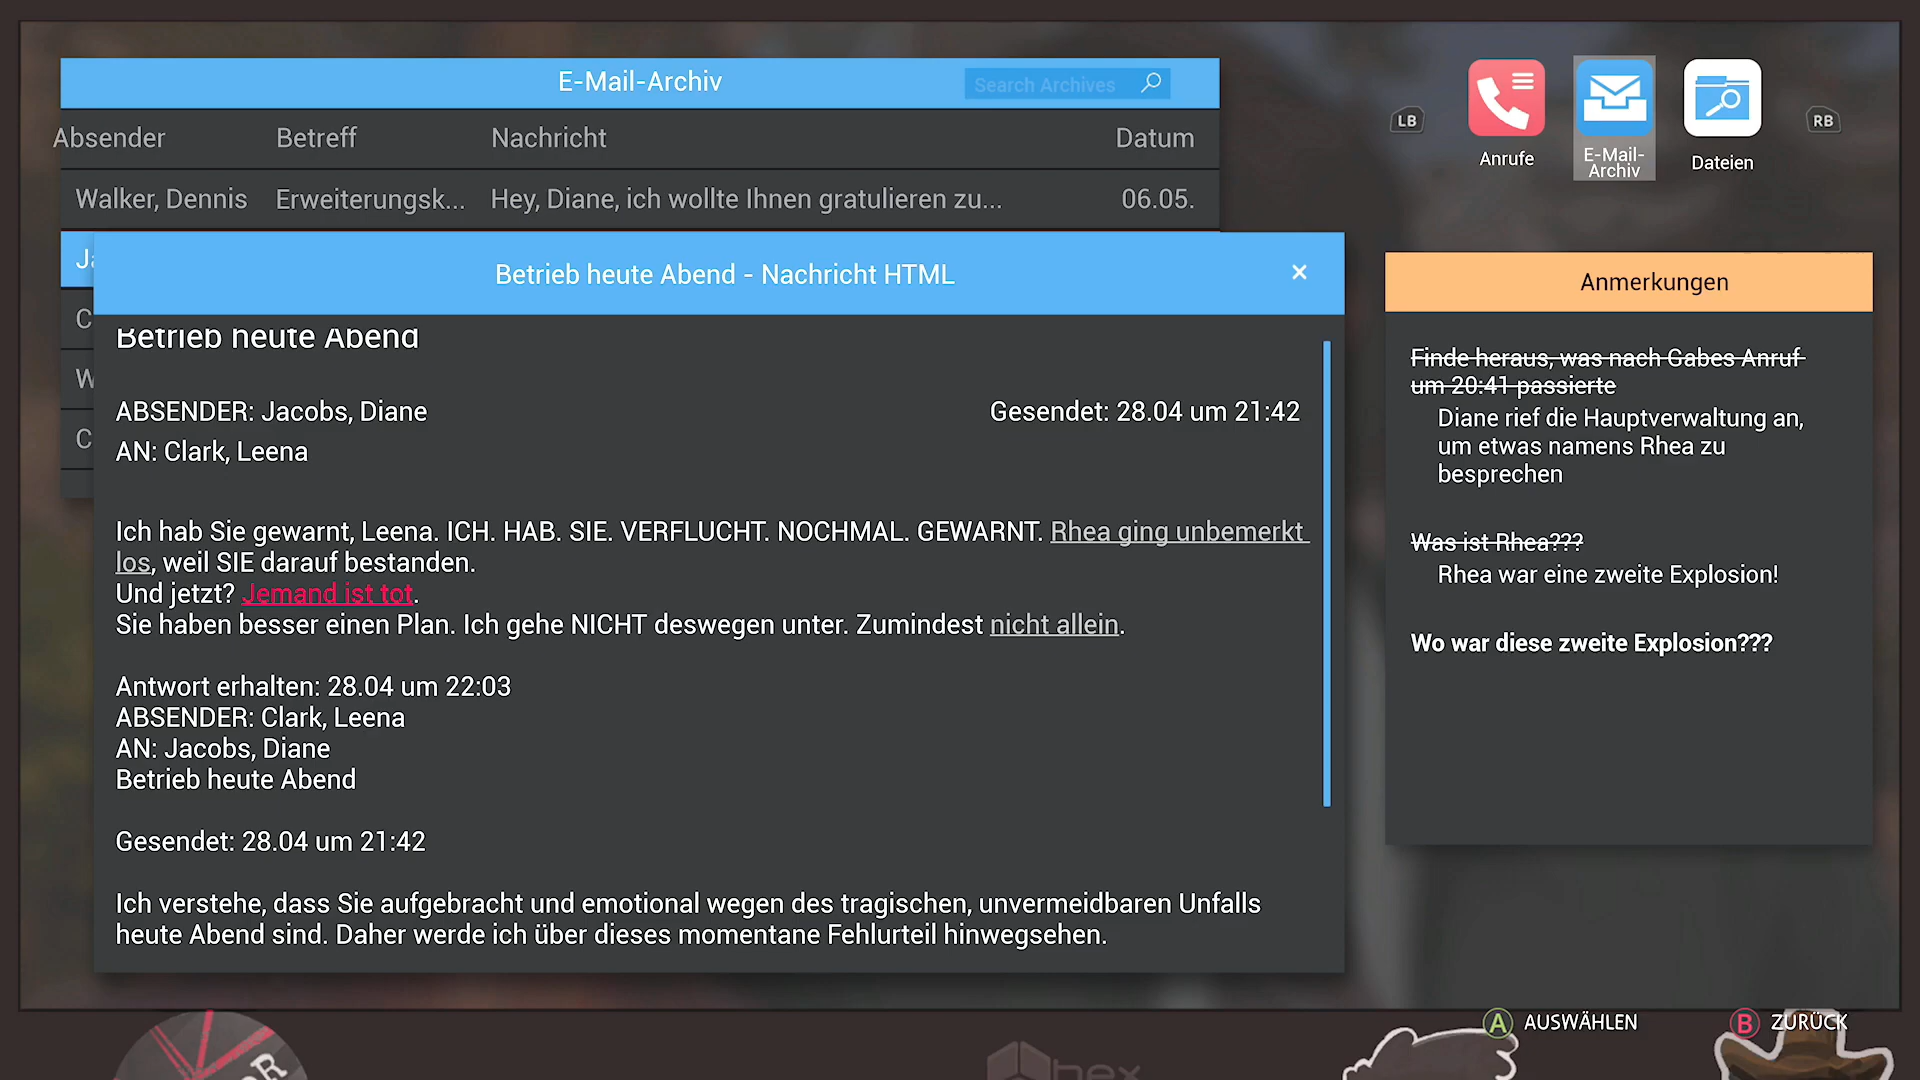 E-Mail-Archiv
Search Archives
Absender Betreff Nachricht Datum
Walker, Dennis Erweiterungsk... Hey, Diane, ich wollte Ihnen gratulieren zu... 06.05.
Betrieb heute Abend - Nachricht HTML
Betrieb heute Abend
ABSENDER: Jacobs, Diane Gesendet: 28.04 um 21:42
AN: Clark, Leena
Ich hab Sie gewarnt, Leena. ICH. HAB. SIE. VERFLUCHT. NOCHMAL. GEWARNT. Rhea ging unbemerkt
los, weil SIE darauf bestanden.
Und jetzt? Jemand ist tot.
Sie haben besser einen Plan. Ich gehe NICHT deswegen unter. Zumindest nicht allein.
Antwort erhalten: 28.04 um 22:03
ABSENDER: Clark, Leena
AN: Jacobs, Diane
Betrieb heute Abend
Gesendet: 28.04 um 21:42
Ich verstehe, dass Sie aufgebracht und emotional wegen des tragischen, unvermeidbaren Unfalls
heute Abend sind. Daher werde ich über dieses momentane Fehlurteil hinwegsehen.
LB
Anrufe
E-Mail-
Archiv
Dateien
RB
Anmerkungen
Finde heraus, was nach Gabes Anruf
um 20:41 passierte
Diane rief die Hauptverwaltung an,
um etwas namens Rhea zu
besprechen
Was ist Rhea???
Rhea war eine zweite Explosion!
Wo war diese zweite Explosion???
A AUSWÄHLEN
B ZURÜCK
hex